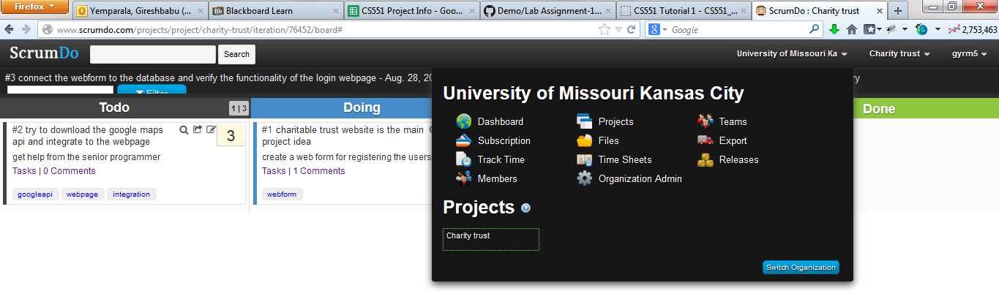 Firefox
Yemparala, Gireshbabu (...
Blackboard Learn
CS551 Project Info - Goo...
Demo/Lab Assignment-1...
CS551 Tutorial 1 - CS551_...
ScrumDo : Charity trust
www.scrumdo.com/projects/project/charity-trust/iteration/76452/board#
Google
2,753,463
ScrumDo
Search
University of Missouri Ka
Charity trust
gyrm5
#3 connect the webform to the database and verify the functionality of the login webpage - Aug. 28, 20
ry
Filter
Todo
1 | 3
Doing
Done
#2 try to download the google maps
api and integrate to the webpage
3
get help from the senior programmer
Tasks | 0 Comments
googleapi
webpage
integration
#1 charitable trust website is the main
project idea
create a web form for registering the users
Tasks | 1 Comments
webform
University of Missouri Kansas City
Dashboard
Projects
Teams
Subscription
Files
Export
Track Time
Time Sheets
Releases
Members
Organization Admin
Projects
?
Charity trust
Switch Organization